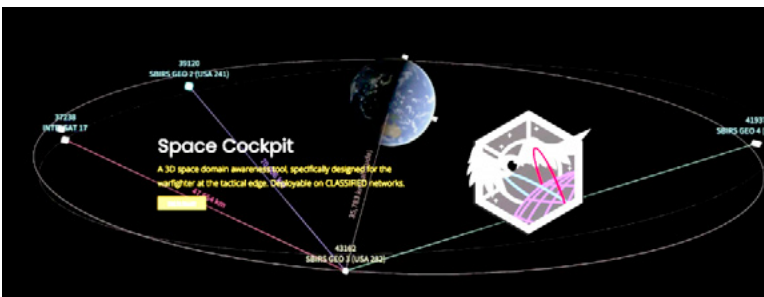 39120
SBIRS GEO 2 (USA 241)
37238
INTELSAT 17
41937
SBIRS GEO 4 (
Space Cockpit
A 3D space domain awareness tool, specifically designed for the
warfighter at the tactical edge. Deployable on CLASSIFIED networks.
km
43162
SBIRS GEO 3 (USA 282)